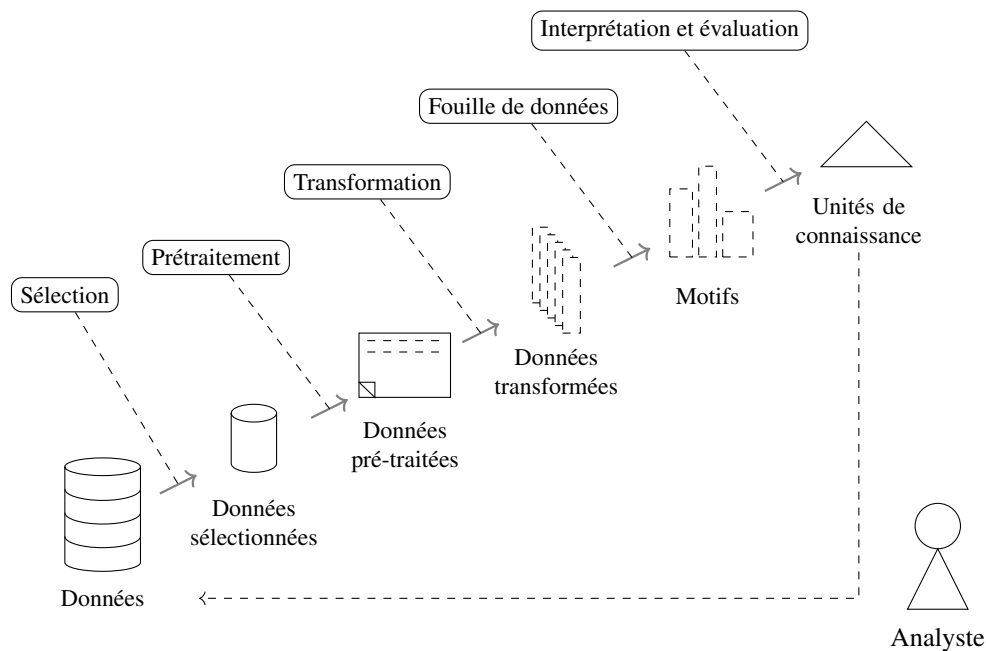 Interprétation et évaluation
Fouille de données
Transformation
Prétraitement
Sélection
Unités de
connaissance
Motifs
Données
transformées
Données
pré-traitées
Données
sélectionnées
Données
Analyste